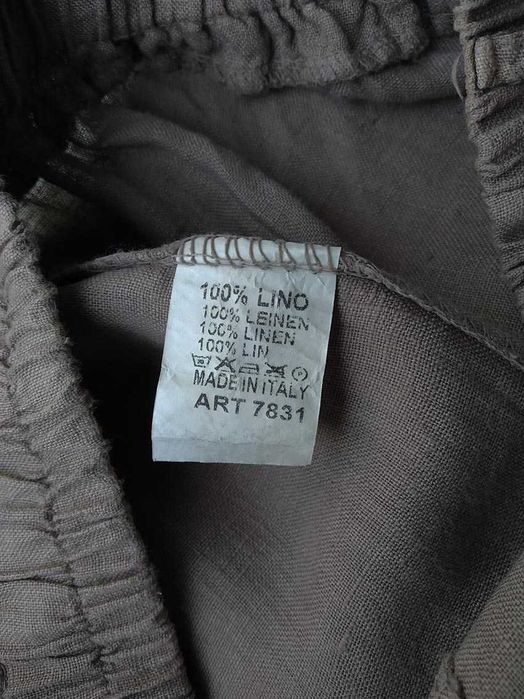 100% LINO
100% LEINEN
100% LINEN
100% LIN
MADE IN ITALY
ART 7831